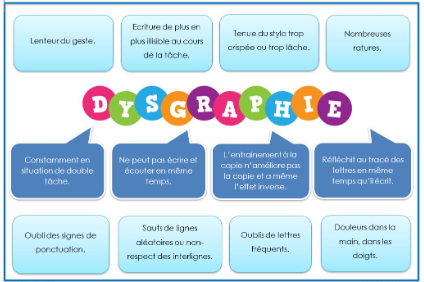 Lenteur du geste.
Ecriture de plus en
plus illisible au cours
de la tâche.
Tenue du stylo trop
crispée ou trop lâche.
Nombreuses
ratures.
DYSGRAPHIE
Constamment en
situation de double
tâche.
Ne peut pas écrire et
écouter en même
temps.
L'entrainement à la
copie n'améliore pas
la copie et a même
l'effet inverse.
Réfléchit au tracé des
lettres en même
temps qu'il écrit.
Oubli des signes de
ponctuation.
Sauts de lignes
aléatoires ou non-
respect des interlignes.
Oublis de lettres
fréquents.
Douleurs dans la
main, dans les
doigts.